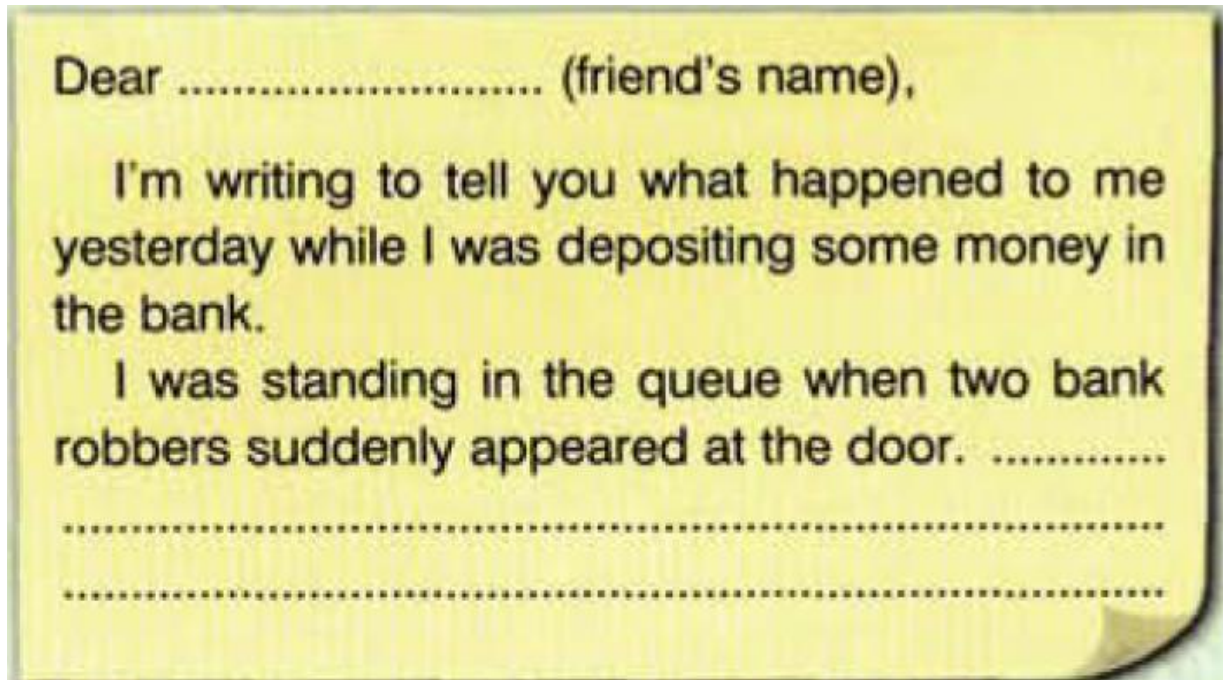 Dear ........................... (friend's name),
I'm writing to tell you what happened to me
yesterday while I was depositing some money in
the bank.
I was standing in the queue when two bank
robbers suddenly appeared at the door. .............
.................................................................................
.................................................................................